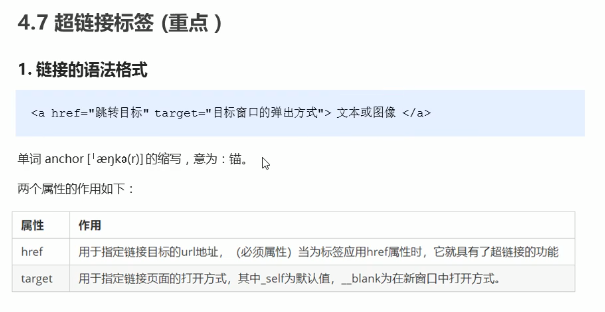 4.7 超链接标签 (重点 )
1. 链接的语法格式
<a href="跳转目标" target="目标窗口的弹出方式"> 文本或图像 </a>
单词 anchor [ˈæŋkə(r)] 的缩写，意为：锚。
两个属性的作用如下：
属性 作用
href 用于指定链接目标的url地址，（必须属性）当为标签应用href属性时，它就具有了超链接的功能
target 用于指定链接页面的打开方式，其中_self为默认值，__blank为在新窗口中打开方式。